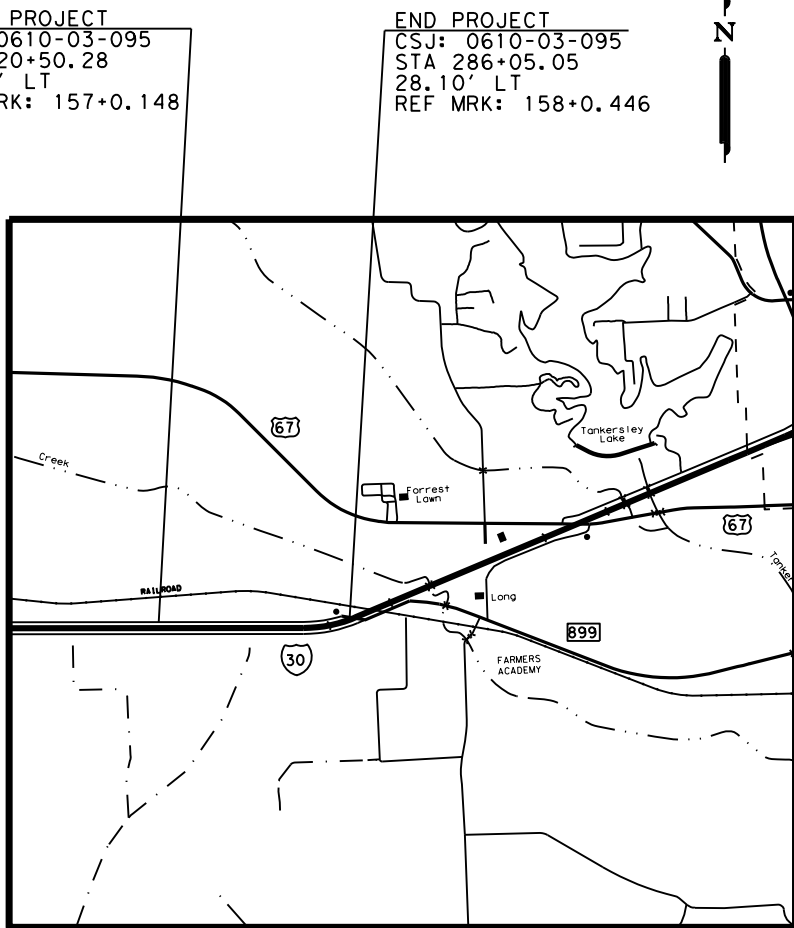 PROJECT
0610-03-095
20+50.28
' LT
RK: 157+0.148
END PROJECT
CSJ: 0610-03-095
STA 286+05.05
28.10' LT
REF MRK: 158+0.446
N
67
Tankersley
Lake
Creek
Forrest
Lawn
67
RAILROAD
Long
899
30
FARMERS
ACADEMY